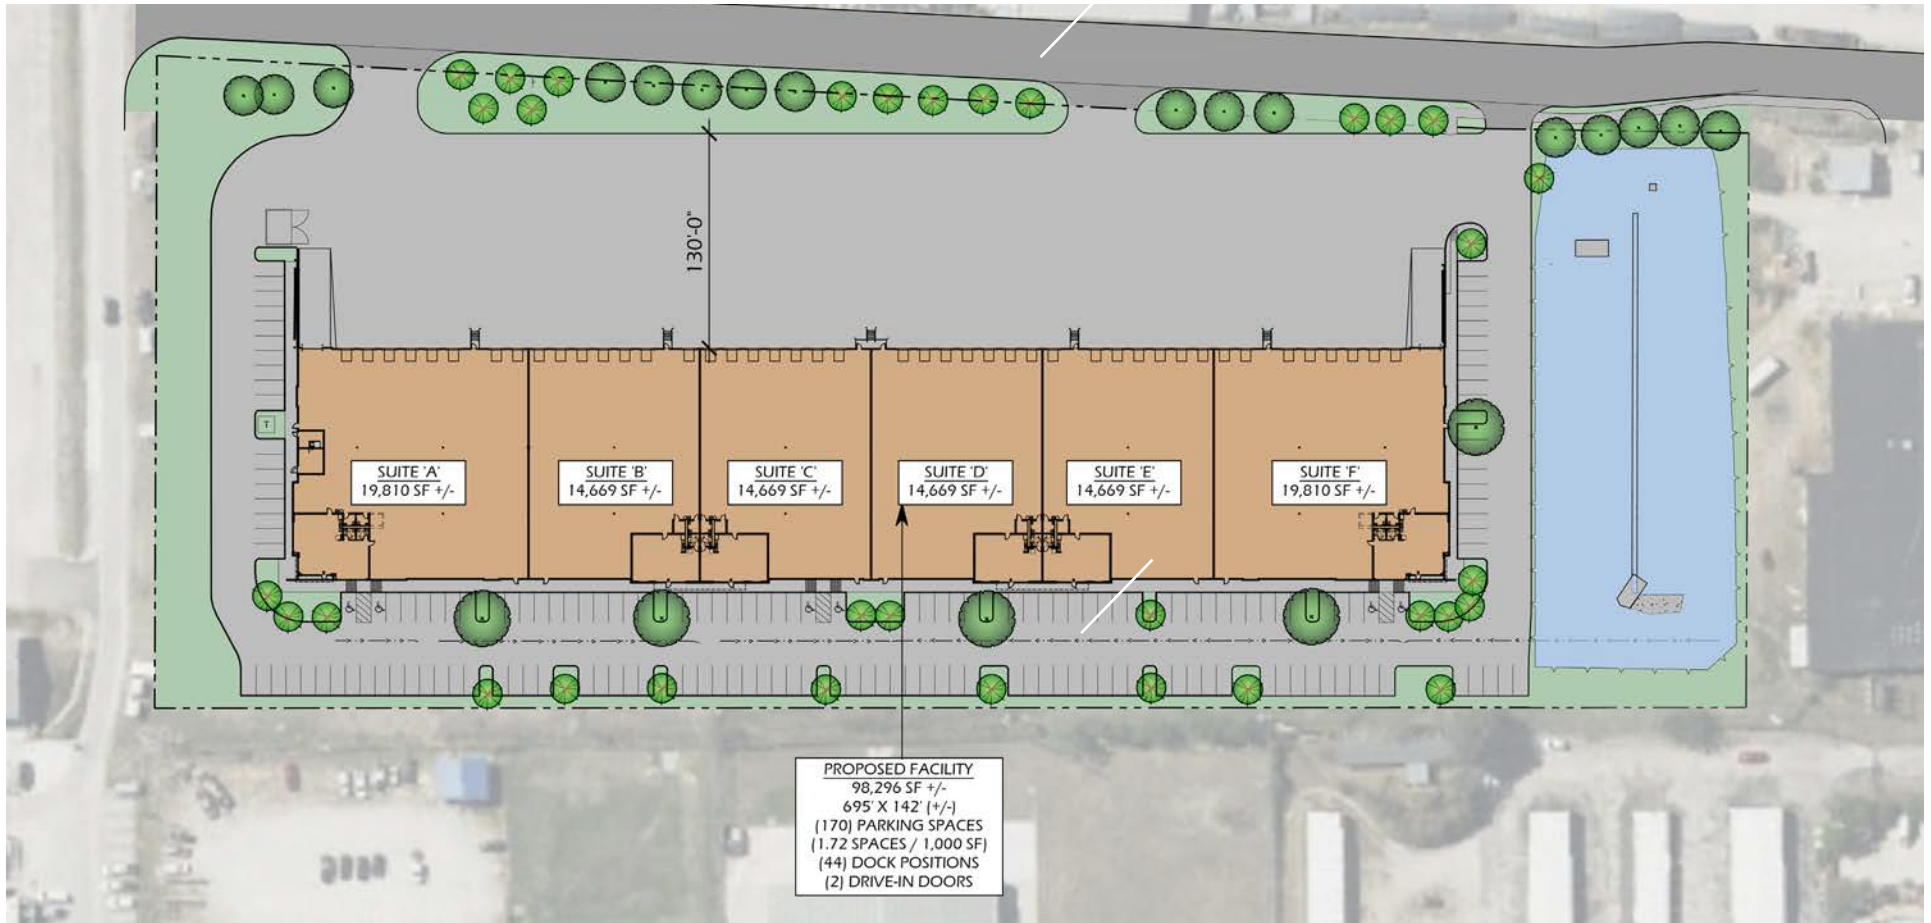 130'-0"
T
SUITE 'A'
19,810 SF +/-
SUITE 'B'
14,669 SF +/-
SUITE 'C'
14,669 SF +/-
SUITE 'D'
14,669 SF +/-
SUITE 'E'
14,669 SF +/-
SUITE 'F'
19,810 SF +/-
PROPOSED FACILITY
98,296 SF +/-
695' X 142' (+/-)
(170) PARKING SPACES
(1.72 SPACES / 1,000 SF)
(44) DOCK POSITIONS
(2) DRIVE-IN DOORS